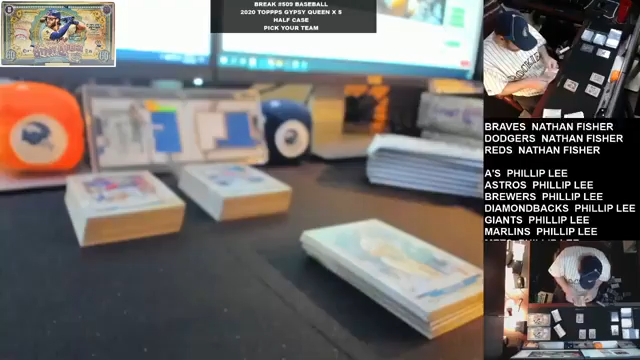 BREAK #509 BASEBALL
2020 TOPPPS GYPSY QUEEN X 5
HALF CASE
PICK YOUR TEAM
BRAVES NATHAN FISHER
DODGERS NATHAN FISHER
REDS NATHAN FISHER
A'S PHILLIP LEE
ASTROS PHILLIP LEE
BREWERS PHILLIP LEE
DIAMONDBACKS PHILLIP LEE
GIANTS PHILLIP LEE
MARLINS PHILLIP LEE